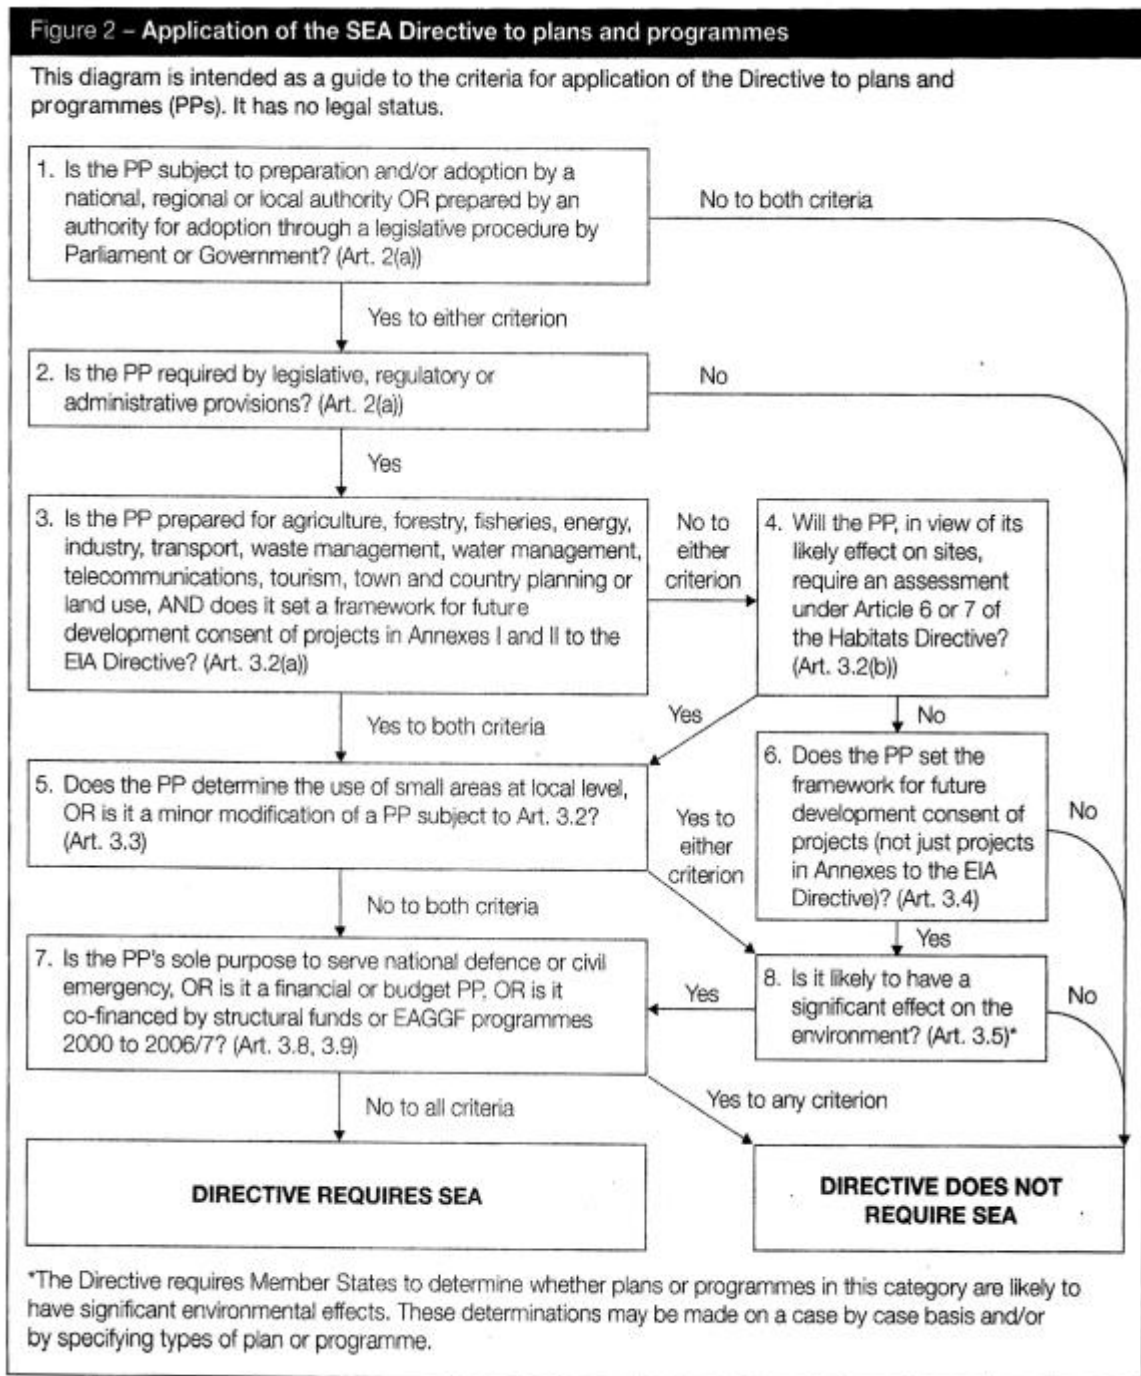 Figure 2 – Application of the SEA Directive to plans and programmes
This diagram is intended as a guide to the criteria for application of the Directive to plans and
programmes (PPs). It has no legal status.
1. Is the PP subject to preparation and/or adoption by a
national, regional or local authority OR prepared by an
authority for adoption through a legislative procedure by
Parliament or Government? (Art. 2(a))
No to both criteria
Yes to either criterion
2. Is the PP required by legislative, regulatory or
administrative provisions? (Art. 2(a))
No
Yes
3. Is the PP prepared for agriculture, forestry, fisheries, energy,
industry, transport, waste management, water management,
telecommunications, tourism, town and country planning or
land use, AND does it set a framework for future
development consent of projects in Annexes I and II to the
EIA Directive? (Art. 3.2(a))
No to
either
criterion
4. Will the PP, in view of its
likely effect on sites,
require an assessment
under Article 6 or 7 of
the Habitats Directive?
(Art. 3.2(b))
Yes to both criteria
Yes
No
5. Does the PP determine the use of small areas at local level,
OR is it a minor modification of a PP subject to Art. 3.2?
(Art. 3.3)
Yes to
either
criterion
6. Does the PP set the
framework for future
development consent of
projects (not just projects
in Annexes to the EIA
Directive)? (Art. 3.4)
No
No to both criteria
Yes
7. Is the PP's sole purpose to serve national defence or civil
emergency, OR is it a financial or budget PP, OR is it
co-financed by structural funds or EAGGF programmes
2000 to 2006/7? (Art. 3.8, 3.9)
Yes
8. Is it likely to have a
significant effect on the
environment? (Art. 3.5)*
No
No to all criteria
Yes to any criterion
DIRECTIVE REQUIRES SEA
DIRECTIVE DOES NOT
REQUIRE SEA
*The Directive requires Member States to determine whether plans or programmes in this category are likely to
have significant environmental effects. These determinations may be made on a case by case basis and/or
by specifying types of plan or programme.